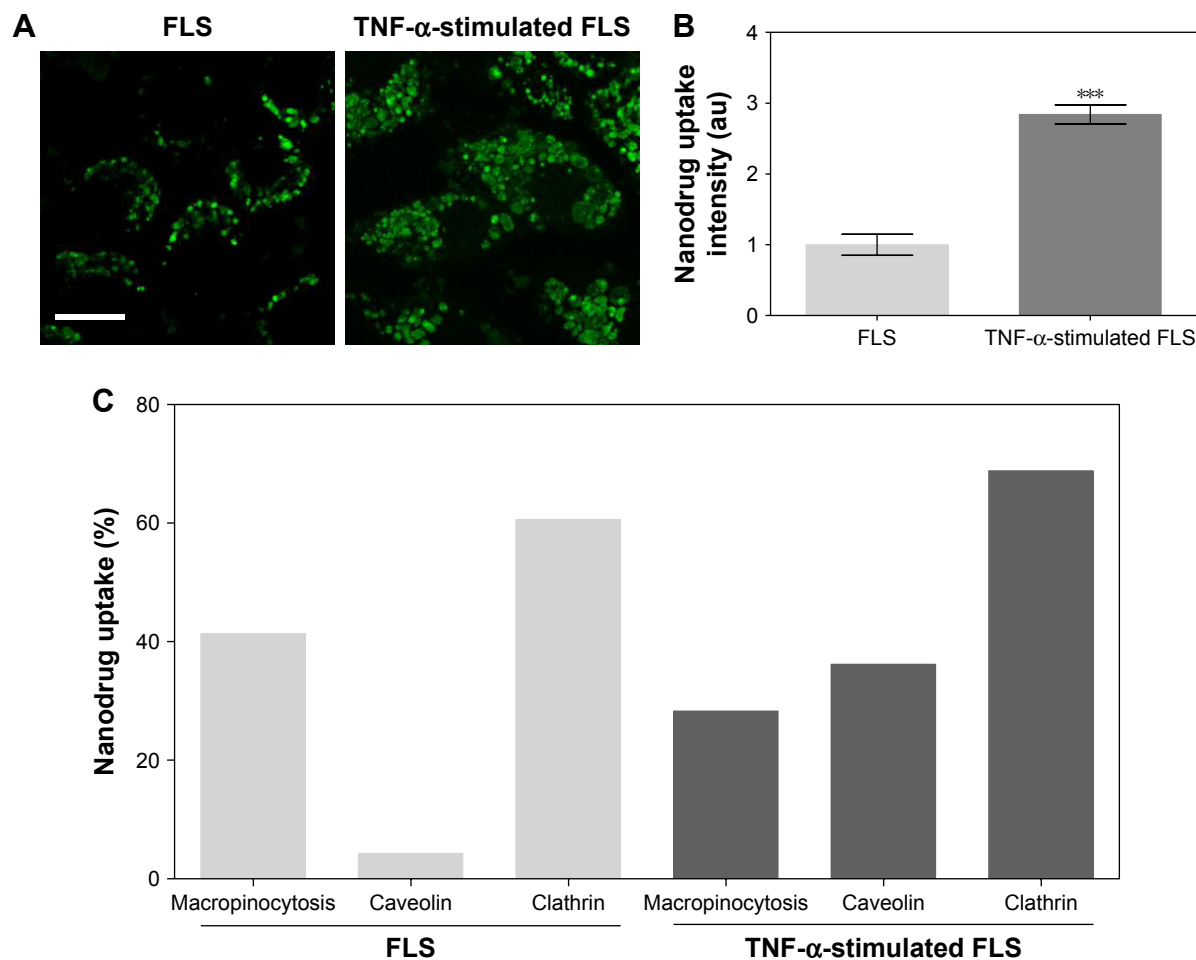 A
FLS
TNF-α-stimulated FLS
B
Nanodrug uptake
intensity (au)
4
3
2
1
0
***
FLS
TNF-α-stimulated FLS
C
Nanodrug uptake (%)
80
60
40
20
0
Macropinocytosis
Caveolin
Clathrin
Macropinocytosis
Caveolin
Clathrin
FLS
TNF-α-stimulated FLS